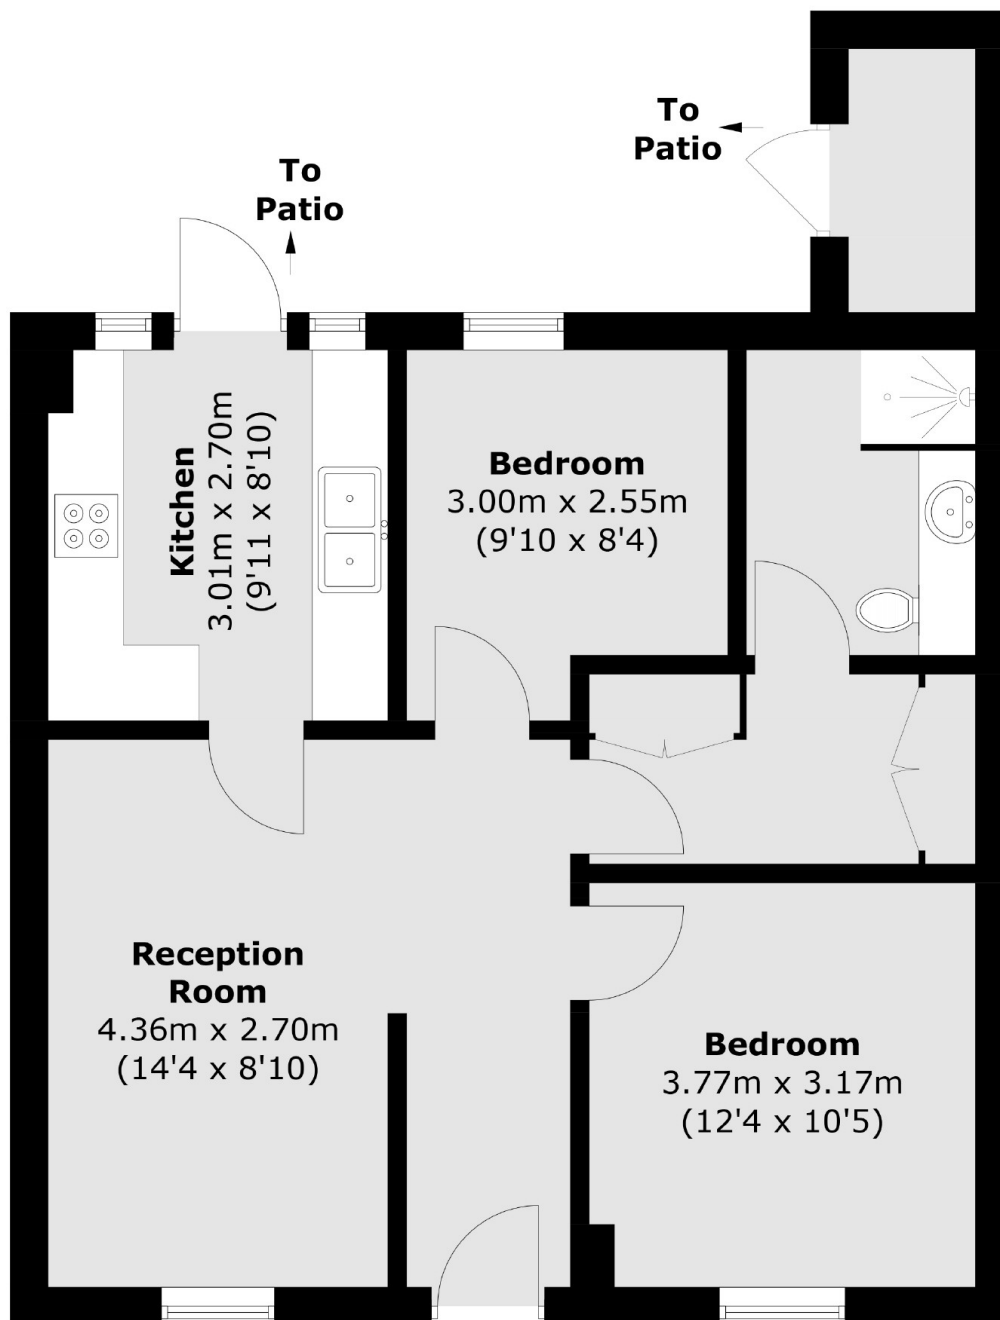 To
Patio
To
Patio
Kitchen
3.01m x 2.70m
(9'11 x 8'10)
Bedroom
3.00m x 2.55m
(9'10 x 8'4)
Reception
Room
4.36m x 2.70m
(14'4 x 8'10)
Bedroom
3.77m x 3.17m
(12'4 x 10'5)